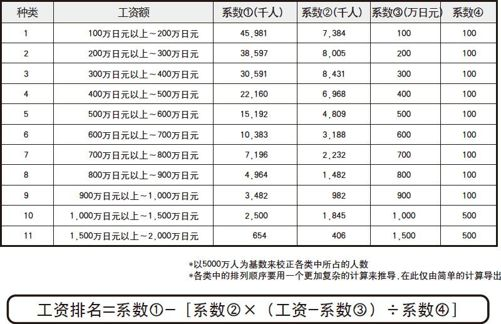 种类 工资额 系数①(千人) 系数②(千人) 系数③(万日元) 系数④
1 100万日元以上~200万日元 45,981 7,384 100 100
2 200万日元以上~300万日元 38,597 8,005 200 100
3 300万日元以上~400万日元 30,591 8,431 300 100
4 400万日元以上~500万日元 22,160 6,968 400 100
5 500万日元以上~600万日元 15,192 4,809 500 100
6 600万日元以上~700万日元 10,383 3,188 600 100
7 700万日元以上~800万日元 7,196 2,232 700 100
8 800万日元以上~900万日元 4,964 1,482 800 100
9 900万日元以上~1,000万日元 3,482 982 900 100
10 1,000万日元以上~1,500万日元 2,500 1,845 1,000 500
11 1,500万日元以上~2,000万日元 654 406 1,500 500
*以5000万人为基数来校正各类中所占的人数
*各类中的排列顺序要用一个更加复杂的计算来推导,在此仅由简单的计算导出
工资排名=系数①-[系数②×(工资-系数③)÷系数④]